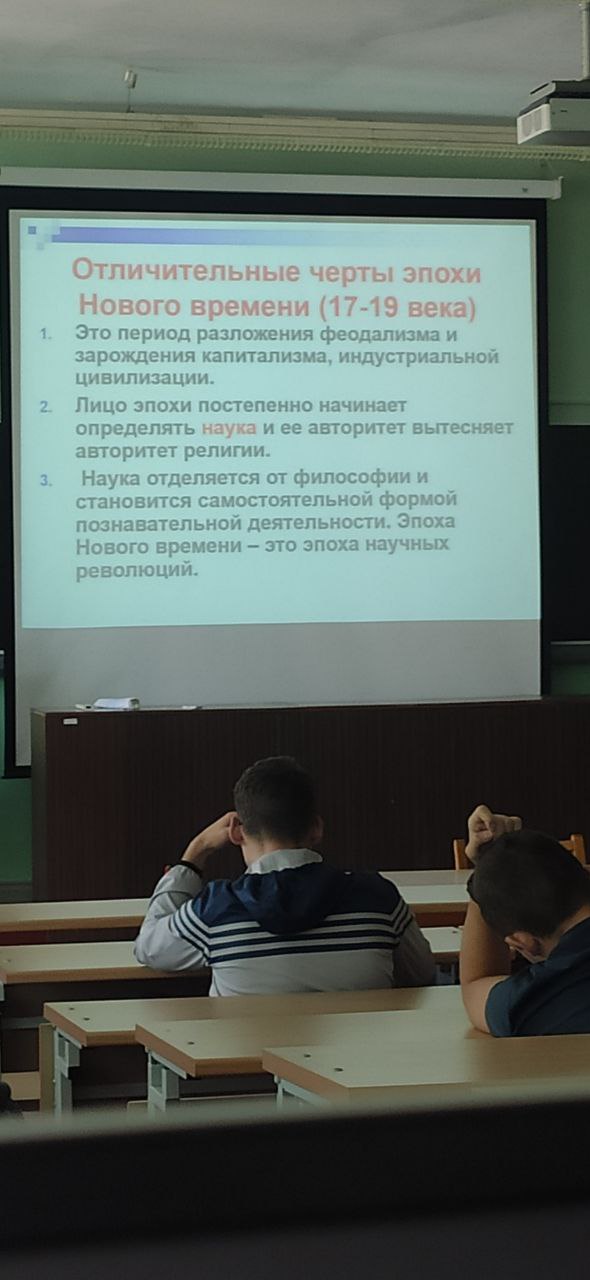 Отличительные черты эпохи
Нового времени (17-19 века)
1. Это период разложения феодализма и
зарождения капитализма, индустриальной
цивилизации.
2. Лицо эпохи постепенно начинает
определять наука и ее авторитет вытесняет
авторитет религии.
3. Наука отделяется от философии и
становится самостоятельной формой
познавательной деятельности. Эпоха
Нового времени – это эпоха научных
революций.